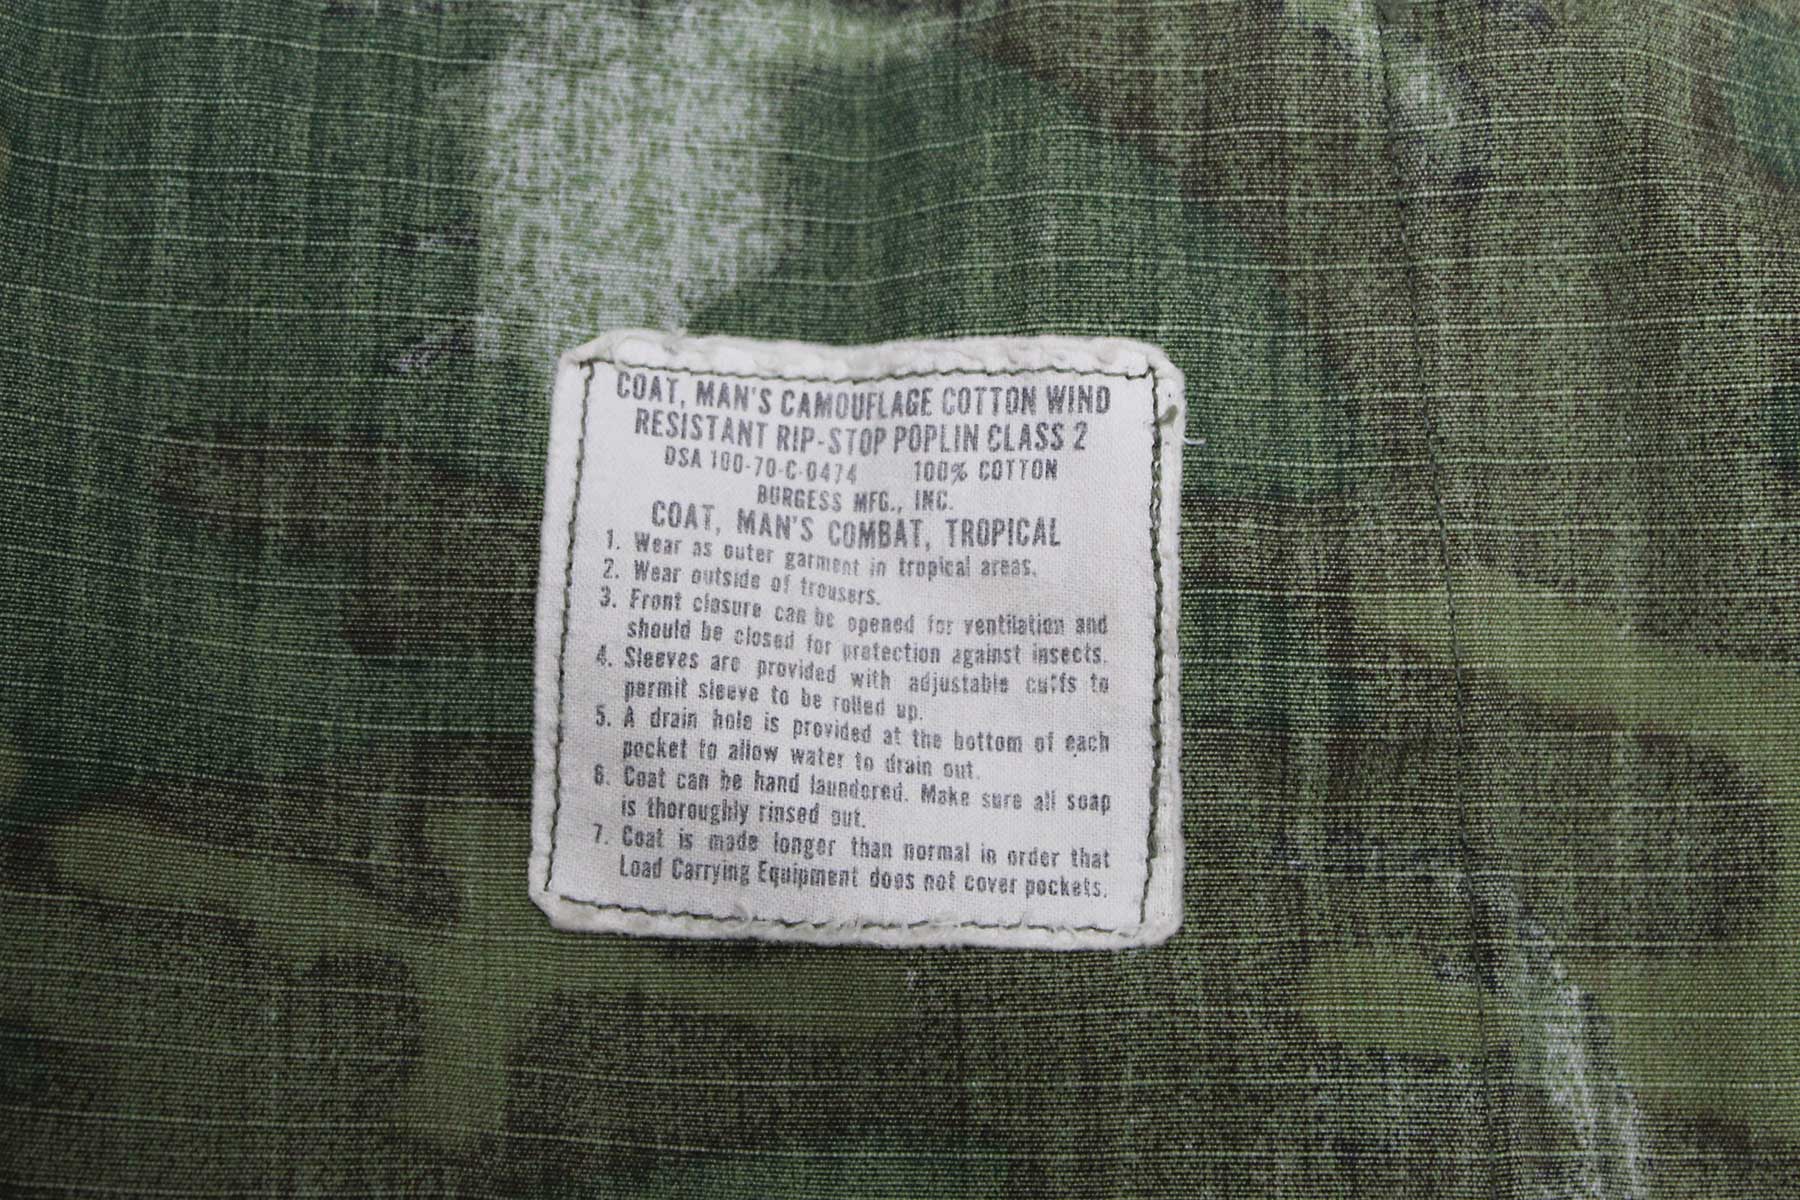 COAT, MAN'S CAMOUFLAGE COTTON WIND
RESISTANT RIP-STOP POPLIN CLASS 2
DSA 100-70-C-0474 100% COTTON
BURGESS MFG., INC.
COAT, MAN'S COMBAT, TROPICAL
1. Wear as outer garment in tropical areas.
2. Wear outside of trousers.
3. Front closure can be opened for ventilation and
should be closed for protection against insects.
4. Sleeves are provided with adjustable cuffs to
permit sleeve to be rolled up.
5. A drain hole is provided at the bottom of each
pocket to allow water to drain out.
6. Coat can be hand laundered. Make sure all soap
is thoroughly rinsed out.
7. Coat is made longer than normal in order that
Load Carrying Equipment does not cover pockets.